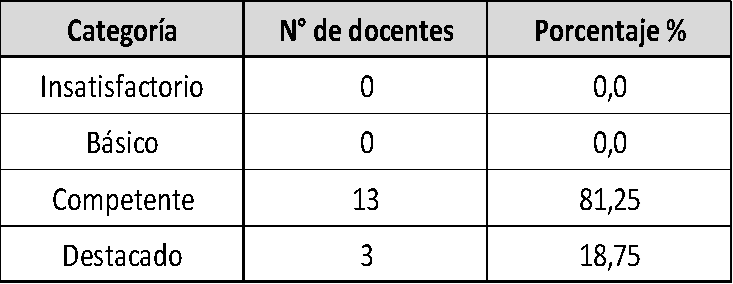 Categoría N° de docentes Porcentaje %
Insatisfactorio 0 0,0
Básico 0 0,0
Competente 13 81,25
Destacado 3 18,75